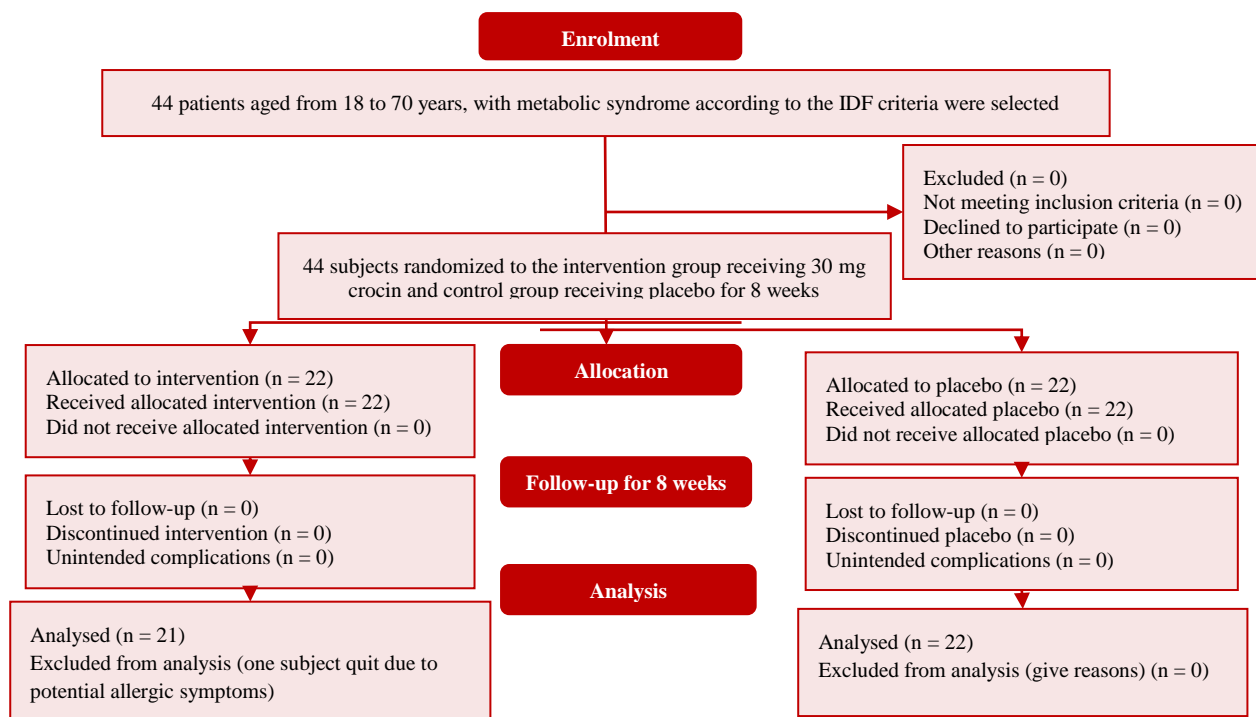 Enrolment
44 patients aged from 18 to 70 years, with metabolic syndrome according to the IDF criteria were selected
Excluded (n = 0)
Not meeting inclusion criteria (n = 0)
Declined to participate (n = 0)
Other reasons (n = 0)
44 subjects randomized to the intervention group receiving 30 mg
crocin and control group receiving placebo for 8 weeks
Allocation
Allocated to intervention (n = 22)
Received allocated intervention (n = 22)
Did not receive allocated intervention (n = 0)
Allocated to placebo (n = 22)
Received allocated placebo (n = 22)
Did not receive allocated placebo (n = 0)
Follow-up for 8 weeks
Lost to follow-up (n = 0)
Discontinued intervention (n = 0)
Unintended complications (n = 0)
Lost to follow-up (n = 0)
Discontinued placebo (n = 0)
Unintended complications (n = 0)
Analysis
Analysed (n = 21)
Excluded from analysis (one subject quit due to
potential allergic symptoms)
Analysed (n = 22)
Excluded from analysis (give reasons) (n = 0)